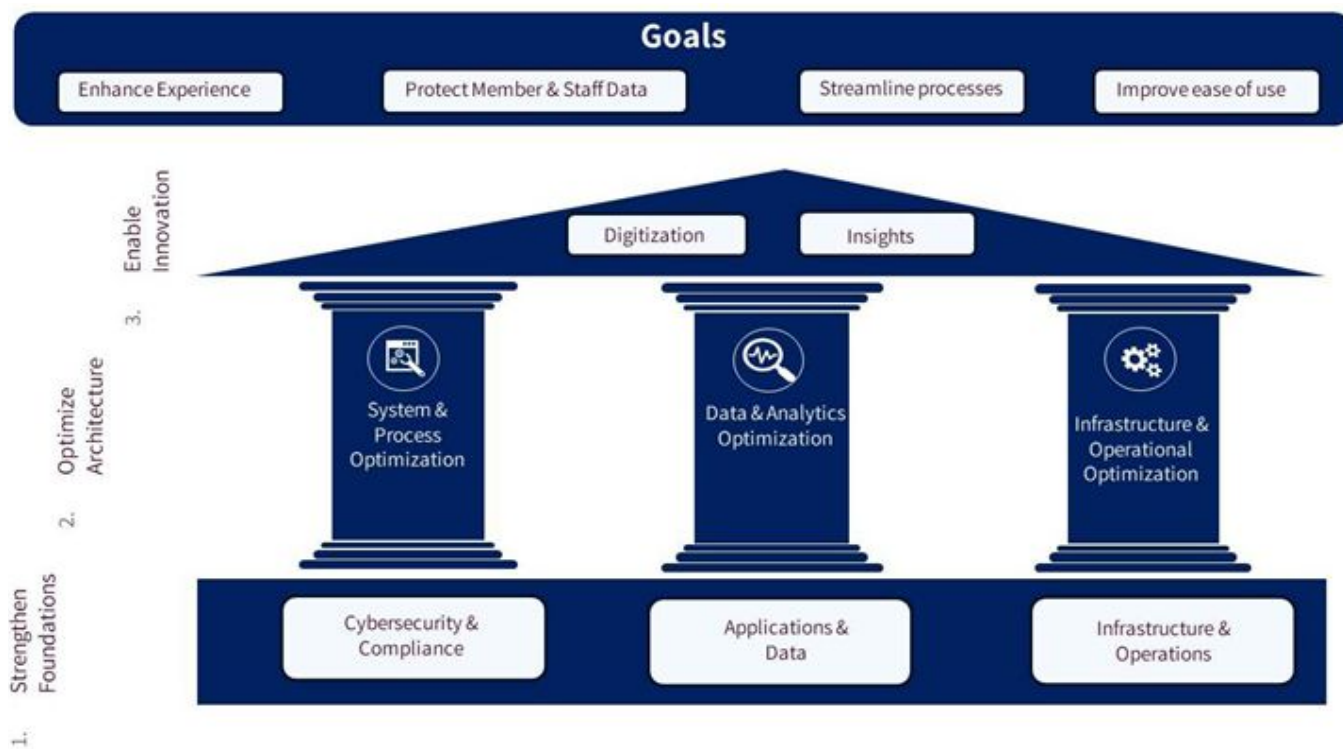 Goals
Enhance Experience
Protect Member & Staff Data
Streamline processes
Improve ease of use
3. Enable
Innovation
Digitization
Insights
2. Optimize
Architecture
System &
Process
Optimization
Data & Analytics
Optimization
Infrastructure &
Operational
Optimization
1. Strengthen
Foundations
Cybersecurity &
Compliance
Applications &
Data
Infrastructure &
Operations